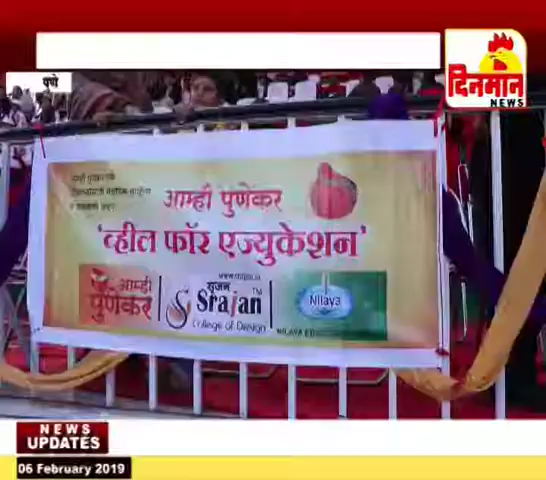 पुणे
दिनमान
NEWS
आम्ही पुणेकर
'व्हील फॉर एज्युकेशन'
आम्ही
पुणेकर
सृजन
Srajan TM
College of Design
Nilaya
NEWS
UPDATES
06 February 2019